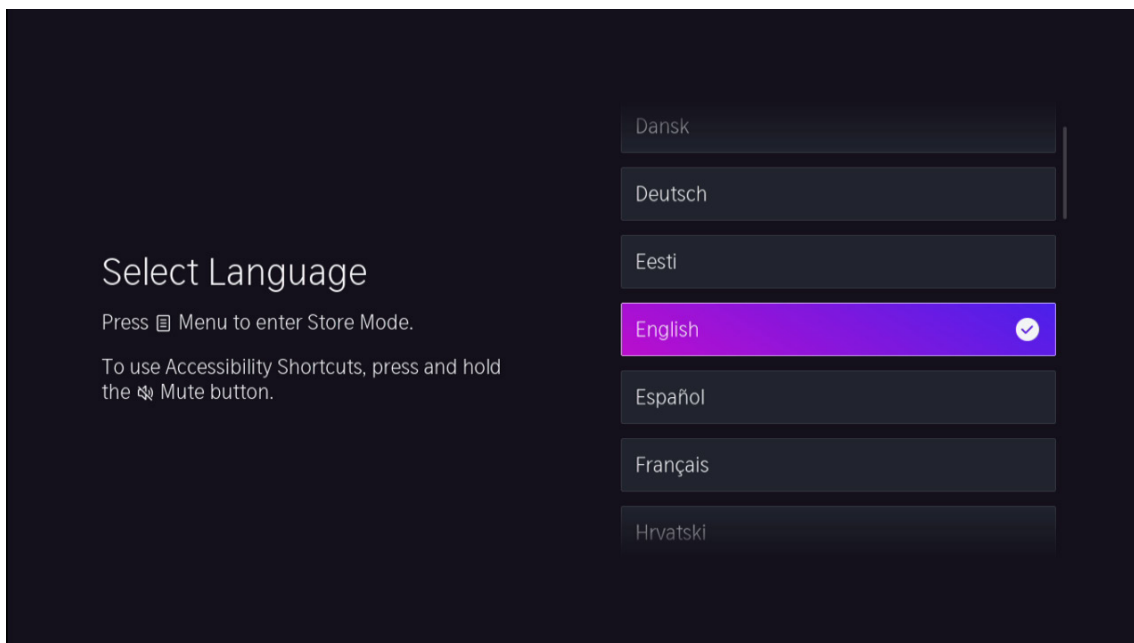 Select Language
Press Menu to enter Store Mode.
To use Accessibility Shortcuts, press and hold
the Mute button.
Dansk
Deutsch
Eesti
English
Español
Français
Hrvatski